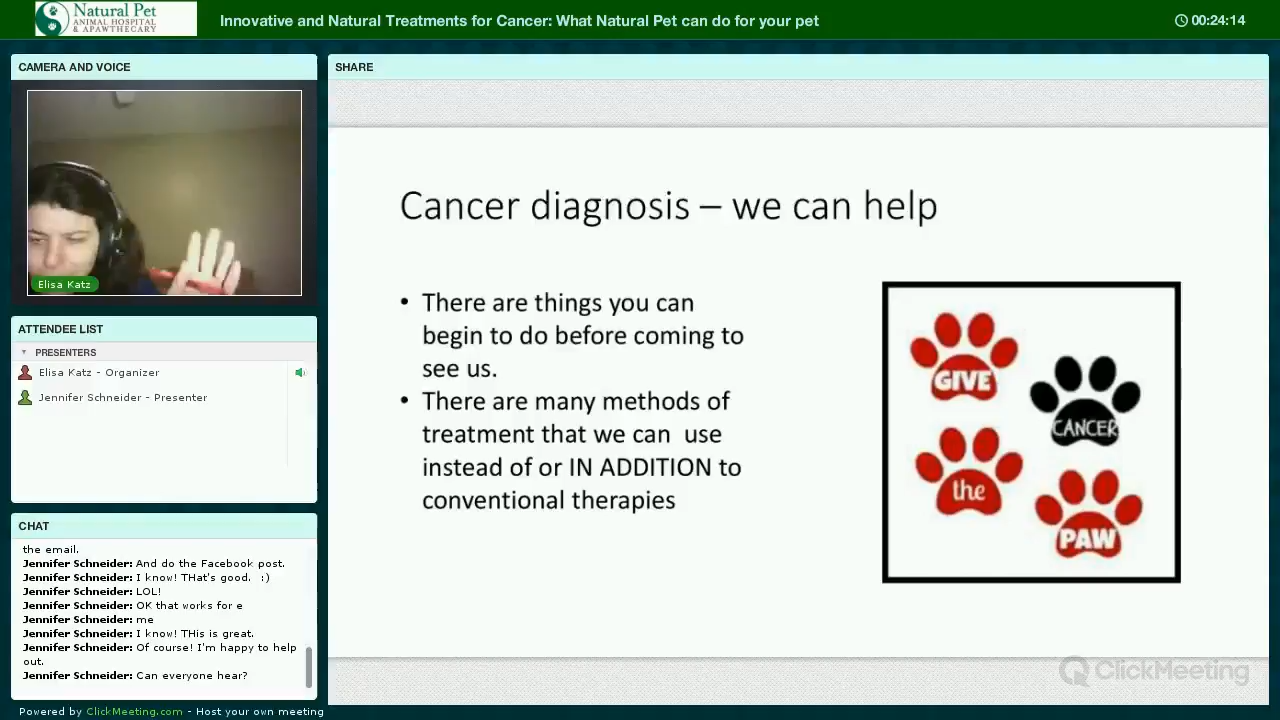 Natural Pet
ANIMAL HOSPITAL
& APAWTHECARY
Innovative and Natural Treatments for Cancer: What Natural Pet can do for your pet
00:24:14
CAMERA AND VOICE
Elisa Katz
ATTENDEE LIST
PRESENTERS
Elisa Katz - Organizer
Jennifer Schneider - Presenter
CHAT
the email.
Jennifer Schneider: And do the Facebook post.
Jennifer Schneider: I know! THat's good. :)
Jennifer Schneider: LOL!
Jennifer Schneider: OK that works for e
Jennifer Schneider: me
Jennifer Schneider: I know! THis is great.
Jennifer Schneider: Of course! I'm happy to help
out.
Jennifer Schneider: Can everyone hear?
Powered by ClickMeeting.com - Host your own meeting
SHARE
Cancer diagnosis – we can help
• There are things you can
begin to do before coming to
see us.
• There are many methods of
treatment that we can use
instead of or IN ADDITION to
conventional therapies
GIVE
CANCER
the
PAW
ClickMeeting